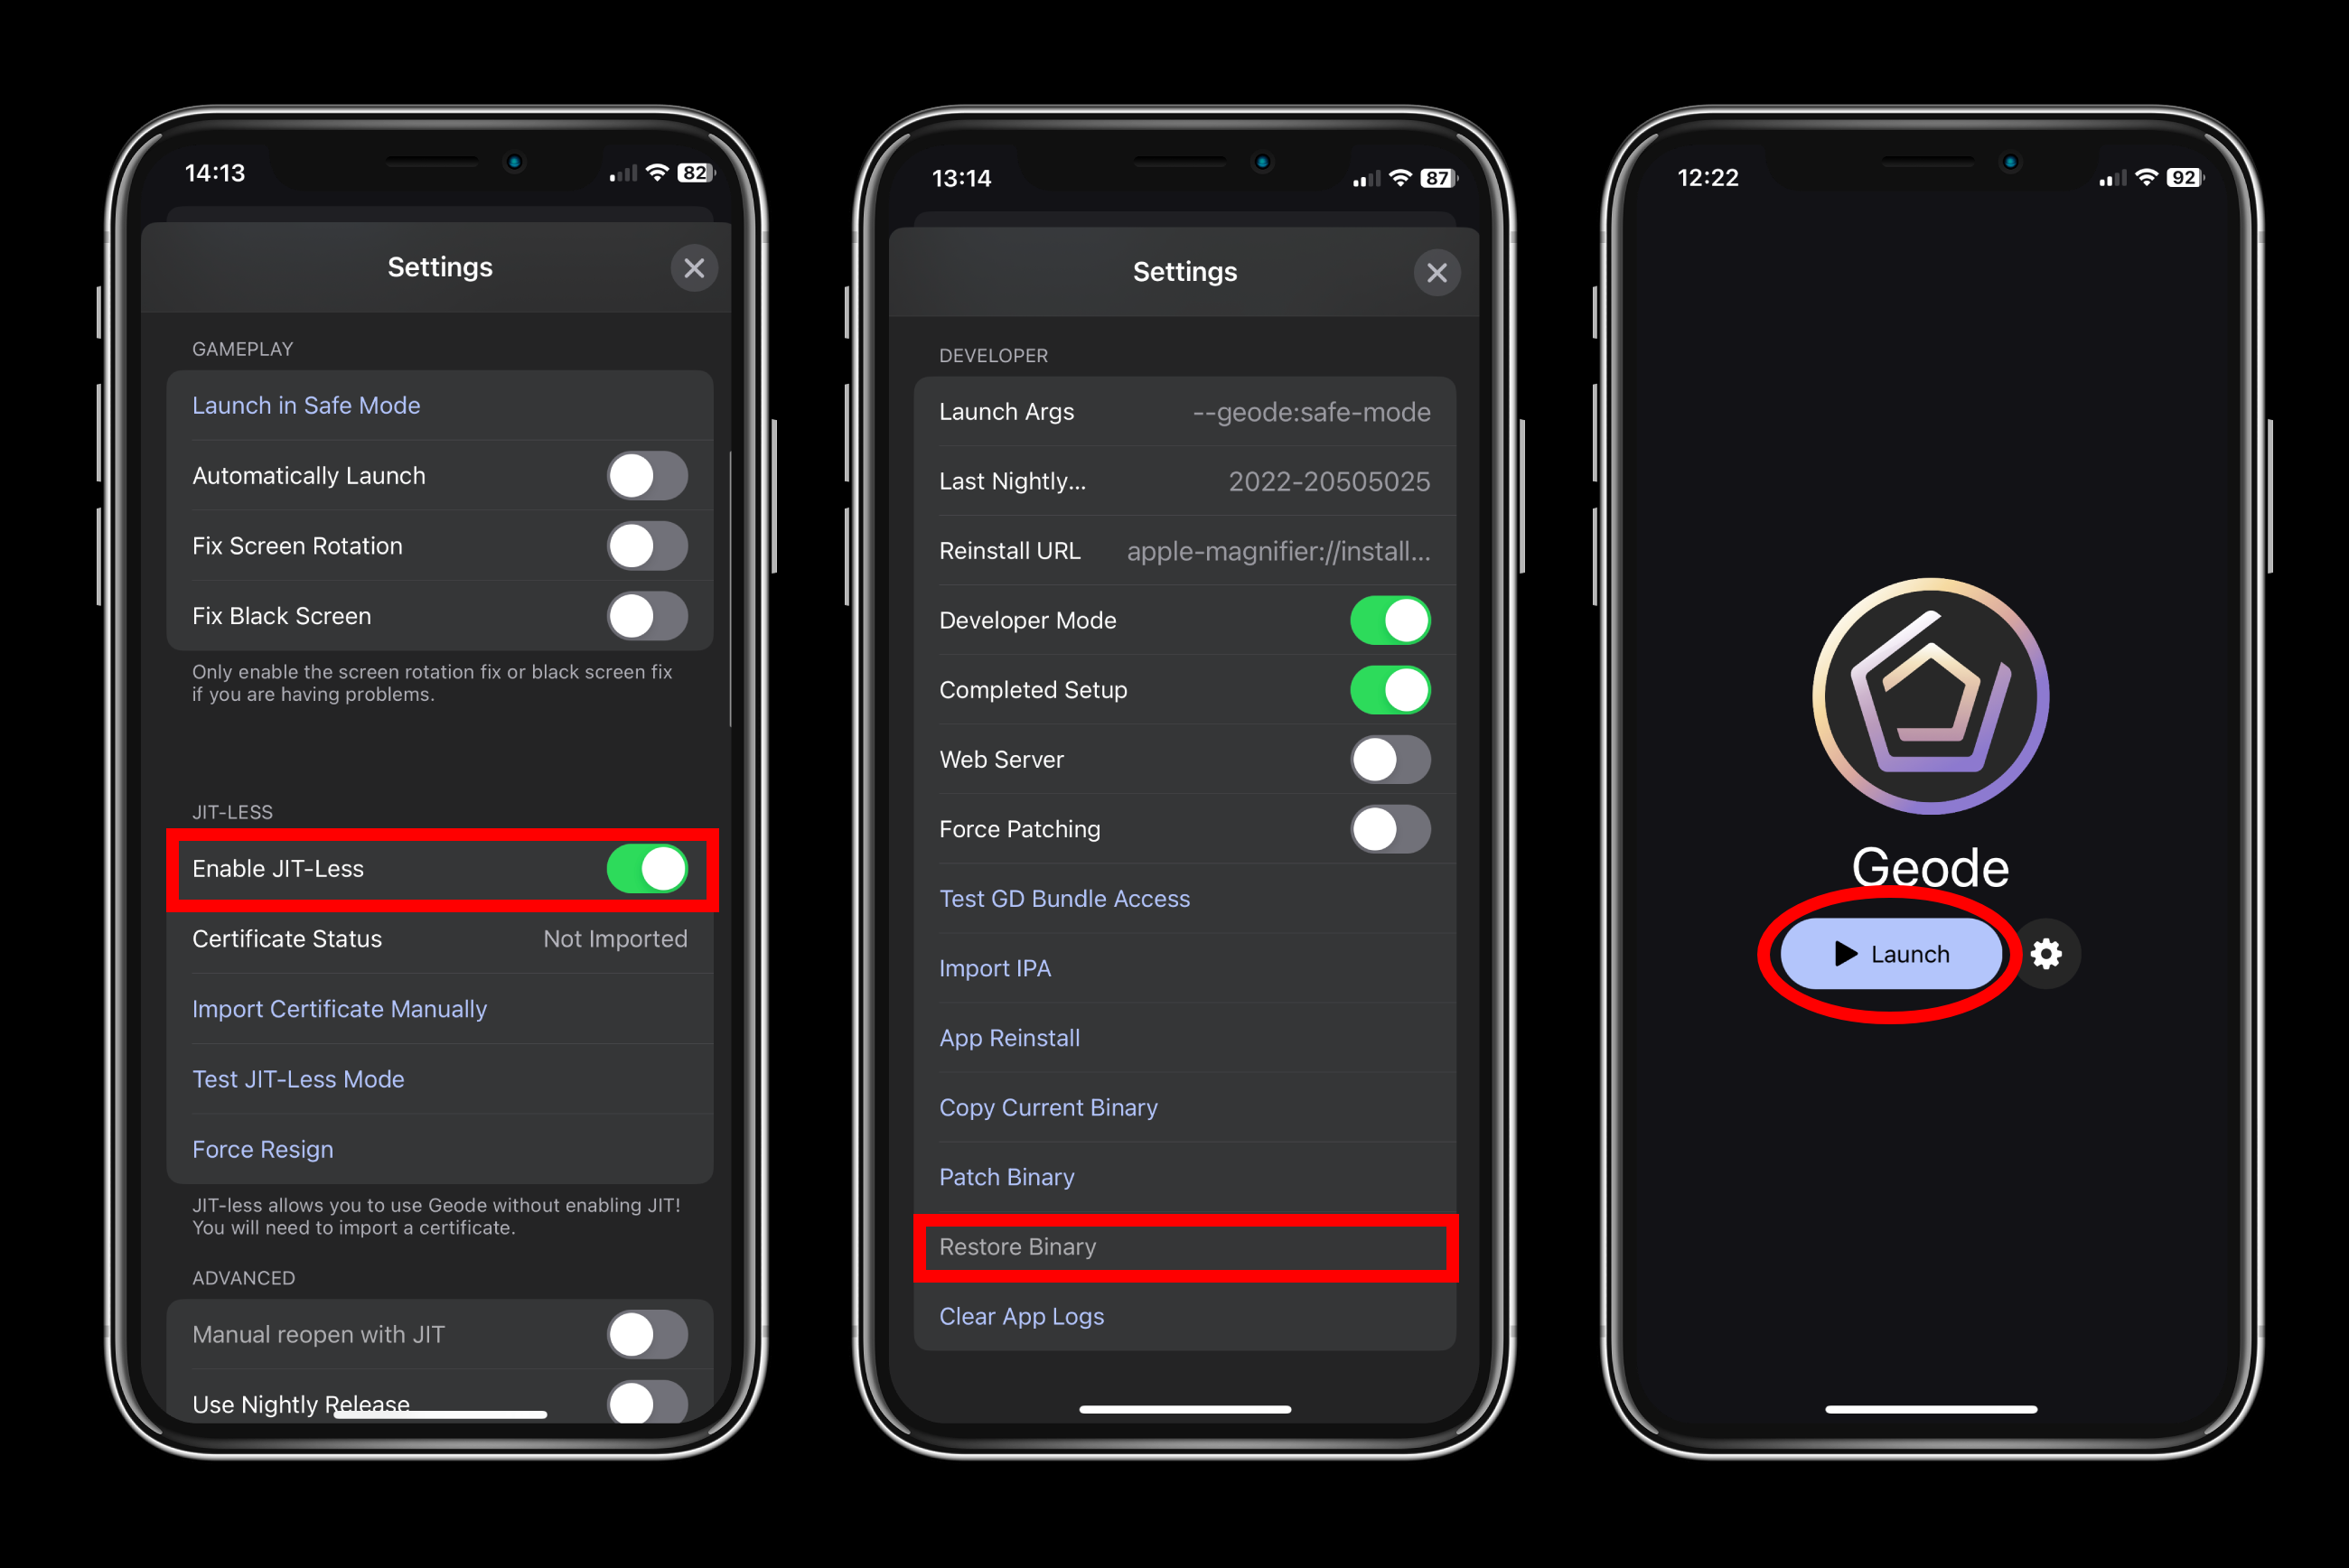 14:13
82
Settings
GAMEPLAY
Launch in Safe Mode
Automatically Launch
Fix Screen Rotation
Fix Black Screen
Only enable the screen rotation fix or black screen fix
if you are having problems.
JIT-LESS
Enable JIT-Less
Certificate Status Not Imported
Import Certificate Manually
Test JIT-Less Mode
Force Resign
JIT-less allows you to use Geode without enabling JIT!
You will need to import a certificate.
ADVANCED
Manual reopen with JIT
Use Nightly Release
13:14
87
Settings
DEVELOPER
Launch Args --geode:safe-mode
Last Nightly... 2022-20505025
Reinstall URL apple-magnifier://install...
Developer Mode
Completed Setup
Web Server
Force Patching
Test GD Bundle Access
Import IPA
App Reinstall
Copy Current Binary
Patch Binary
Restore Binary
Clear App Logs
12:22
92
Geode
Launch